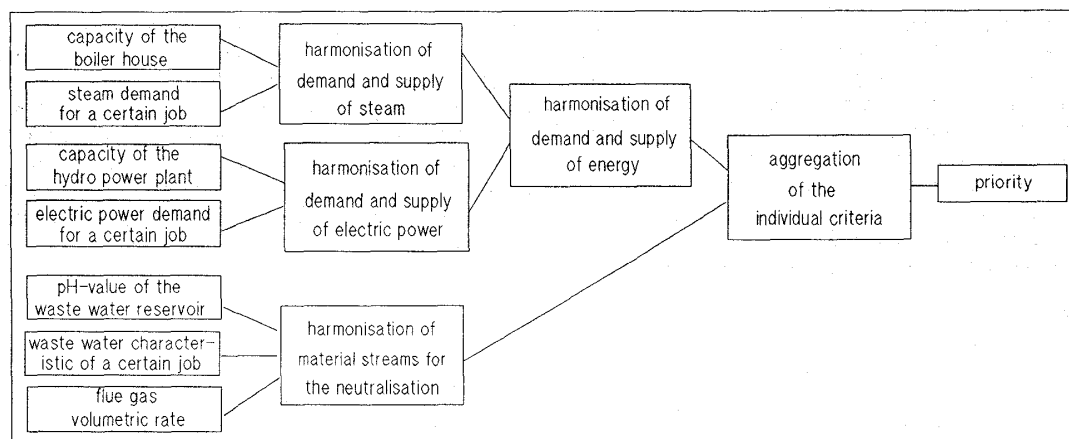 capacity of the
boiler house
steam demand
for a certain job
harmonisation of
demand and supply
of steam
capacity of the
hydro power plant
electric power demand
for a certain job
harmonisation of
demand and supply
of electric power
harmonisation of
demand and supply
of energy
pH-value of the
waste water reservoir
waste water character-
istic of a certain job
flue gas
volumetric rate
harmonisation of
material streams for
the neutralisation
aggregation
of the
individual criteria
priority